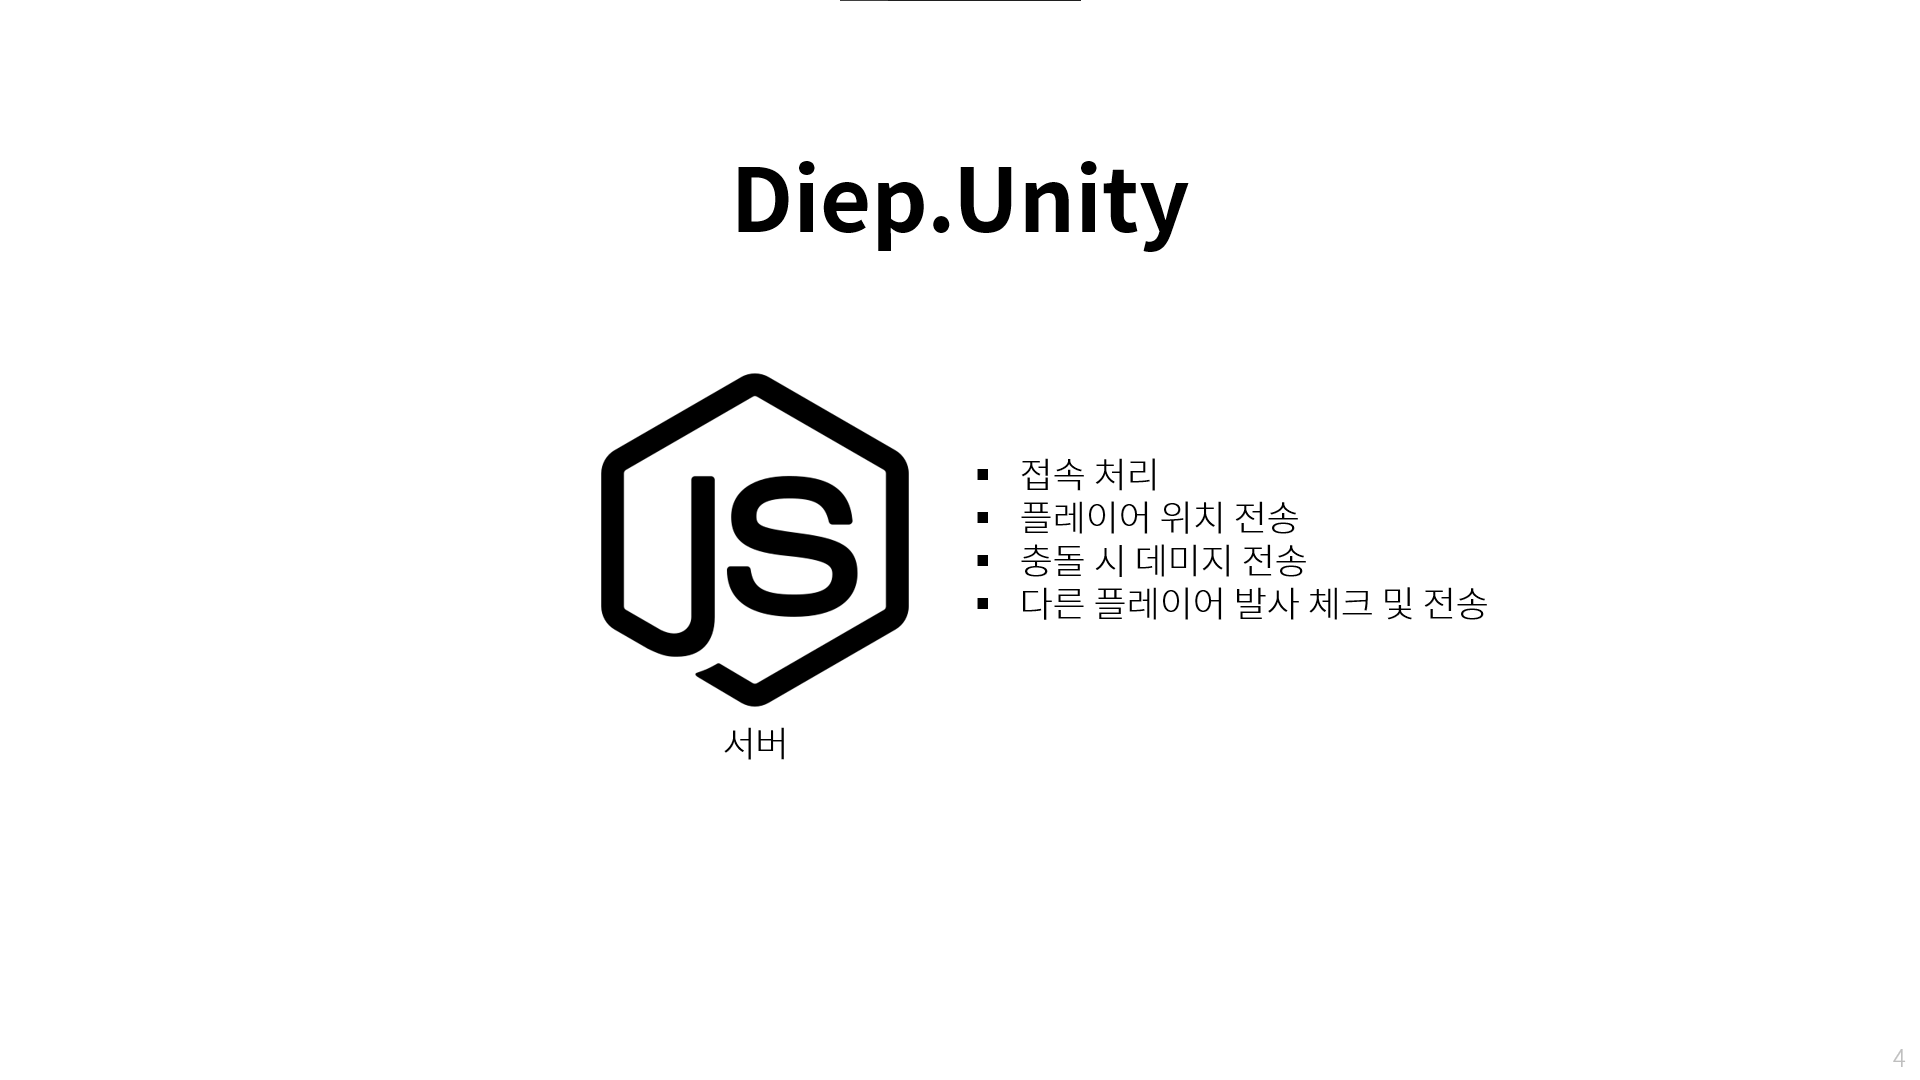 Diep.Unity
JS
접속 처리
플레이어 위치 전송
충돌 시 데미지 전송
다른 플레이어 발사 체크 및 전송
서버
4